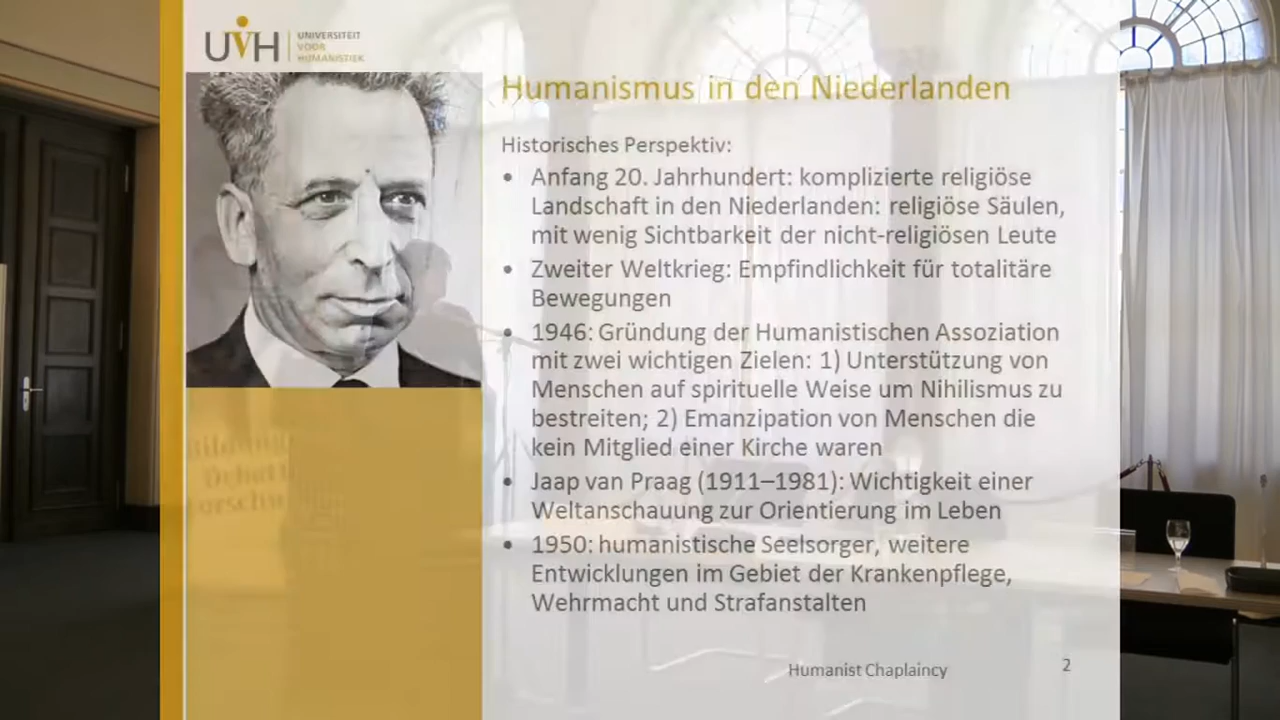 UVH
UNIVERSITEIT
VOOR
HUMANISTIEK
Humanismus in den Niederlanden
Historisches Perspektiv:
• Anfang 20. Jahrhundert: komplizierte religiöse
Landschaft in den Niederlanden: religiöse Säulen,
mit wenig Sichtbarkeit der nicht-religiösen Leute
• Zweiter Weltkrieg: Empfindlichkeit für totalitäre
Bewegungen
• 1946: Gründung der Humanistischen Assoziation
mit zwei wichtigen Zielen: 1) Unterstützung von
Menschen auf spirituelle Weise um Nihilismus zu
bestreiten; 2) Emanzipation von Menschen die
kein Mitglied einer Kirche waren
• Jaap van Praag (1911–1981): Wichtigkeit einer
Weltanschauung zur Orientierung im Leben
• 1950: humanistische Seelsorger, weitere
Entwicklungen im Gebiet der Krankenpflege,
Wehrmacht und Strafanstalten
Humanist Chaplaincy
2